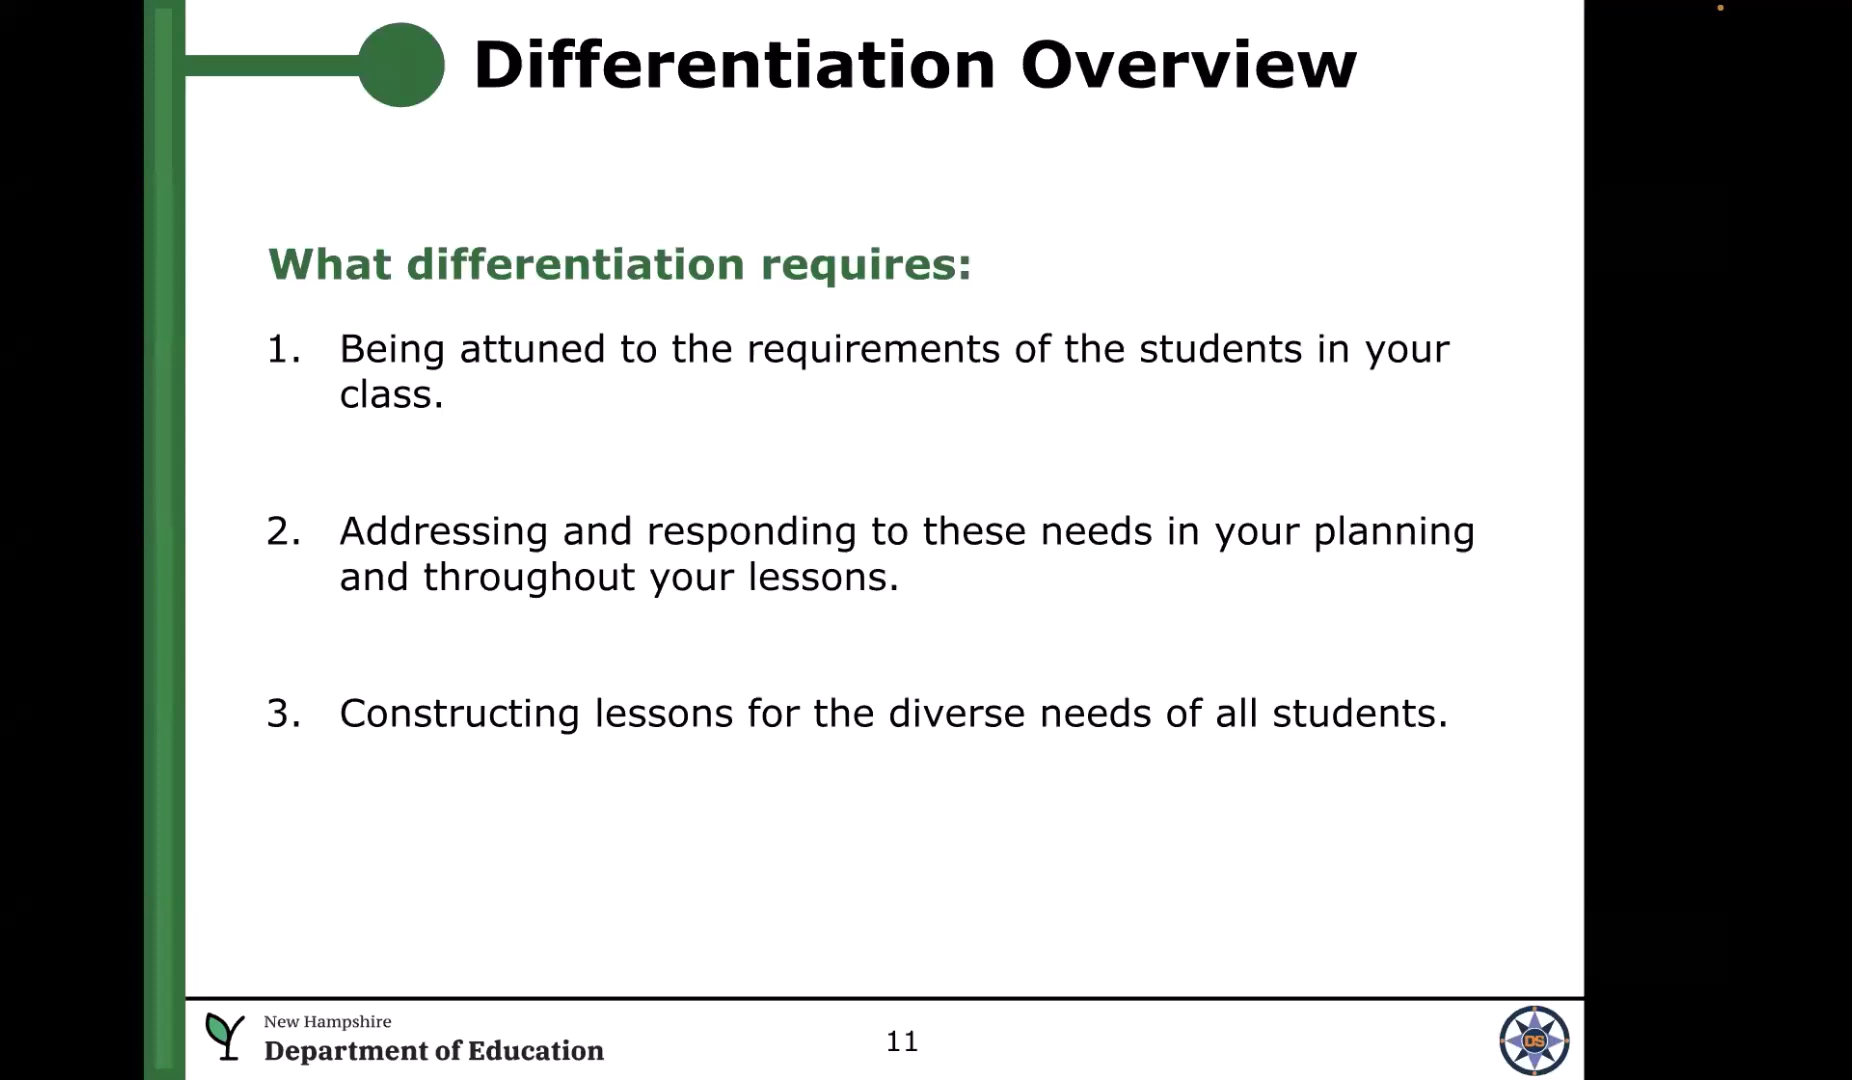 Differentiation Overview
What differentiation requires:
1. Being attuned to the requirements of the students in your
class.
2. Addressing and responding to these needs in your planning
and throughout your lessons.
3. Constructing lessons for the diverse needs of all students.
New Hampshire
Department of Education
11
DS